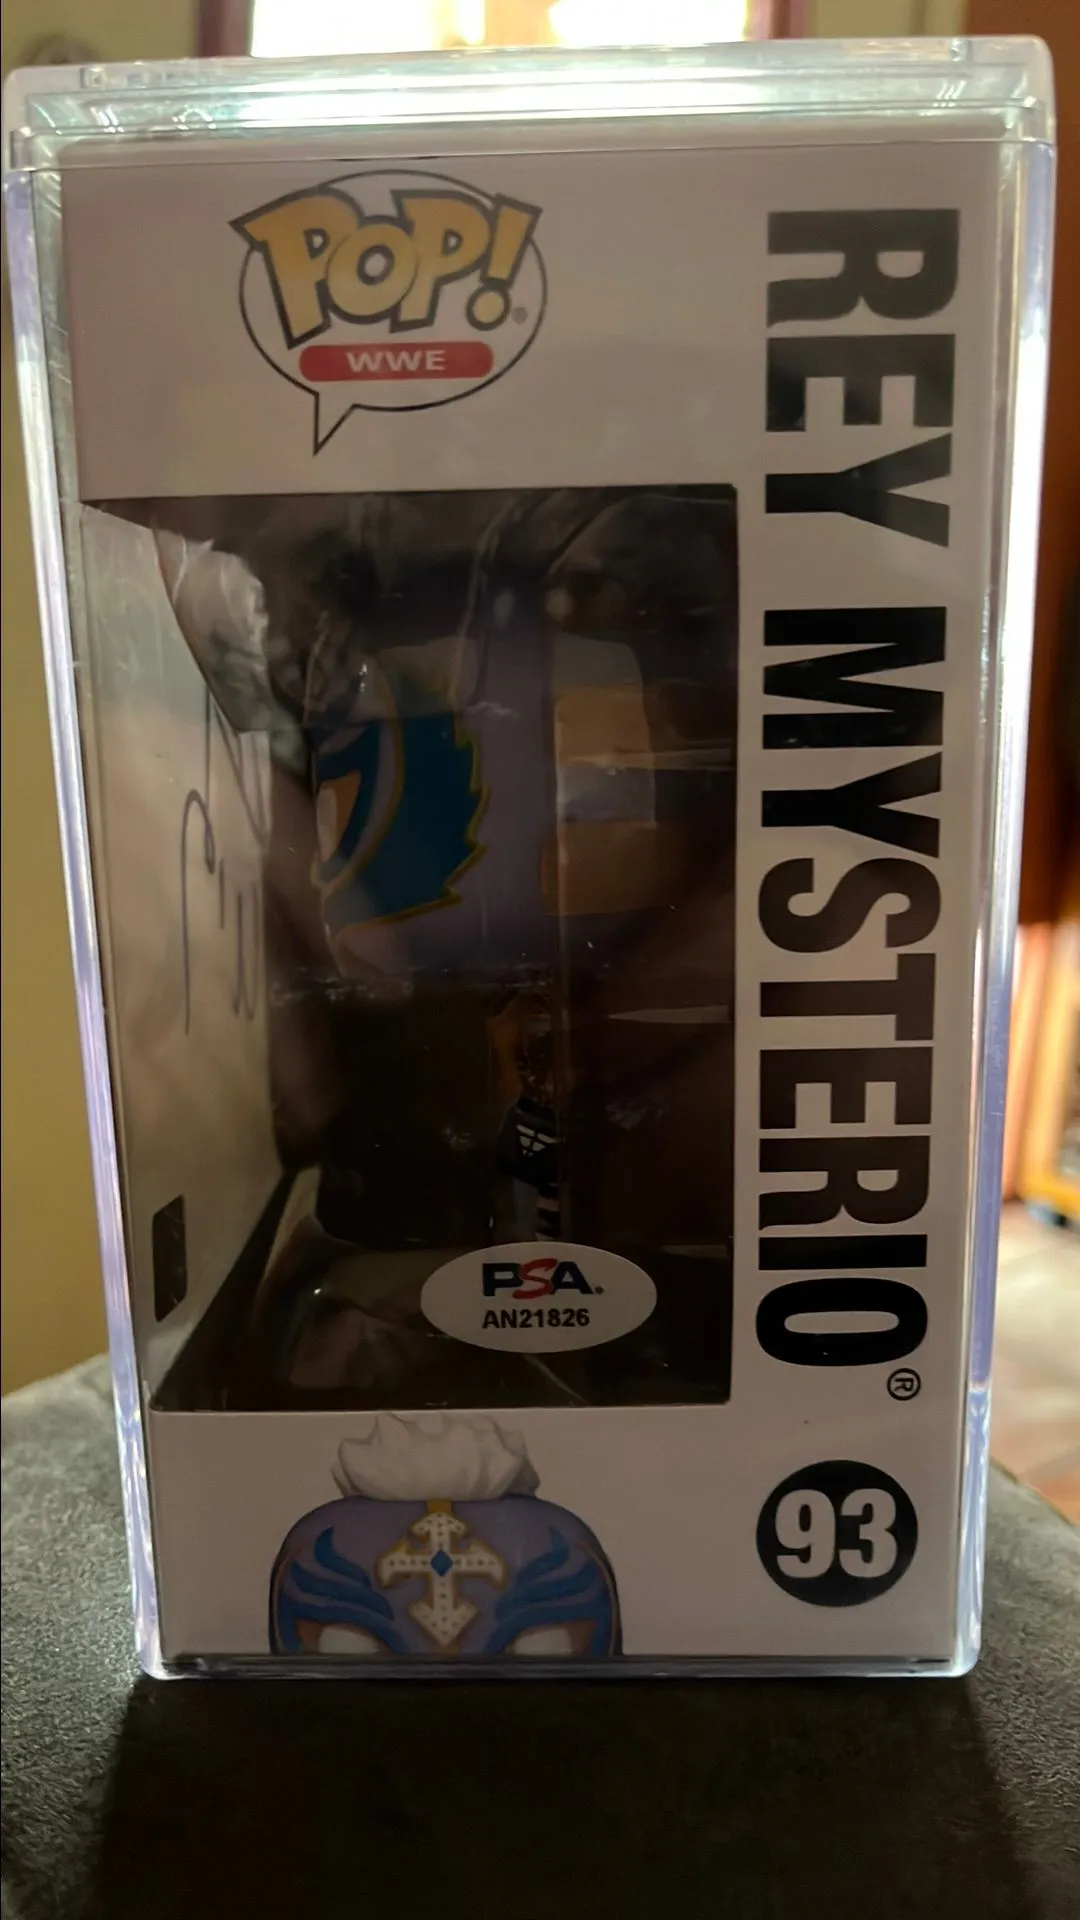 POP!
WWE
REY MYSTERIO®
PSA.
AN21826
93